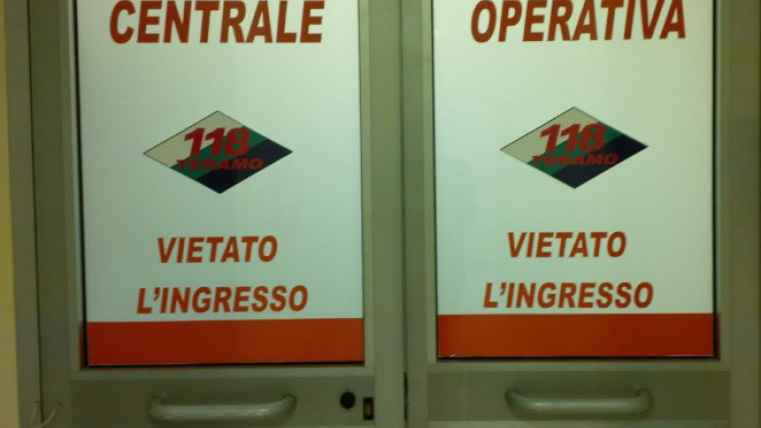 CENTRALE
118
TERAMO
VIETATO
L'INGRESSO
OPERATIVA
118
TERAMO
VIETATO
L'INGRESSO